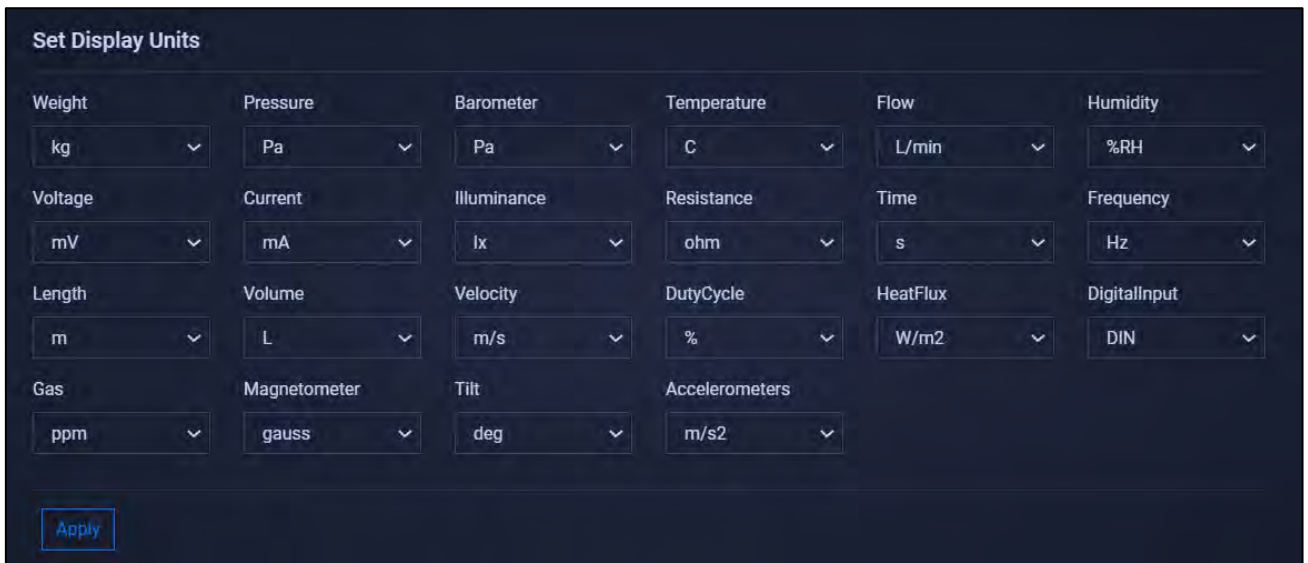 Set Display Units
Weight Pressure Barometer Temperature Flow Humidity
kg Pa Pa C L/min %RH
Voltage Current Illuminance Resistance Time Frequency
mV mA lx ohm s Hz
Length Volume Velocity DutyCycle HeatFlux DigitalInput
m L m/s % W/m2 DIN
Gas Magnetometer Tilt Accelerometers
ppm gauss deg m/s2
Apply